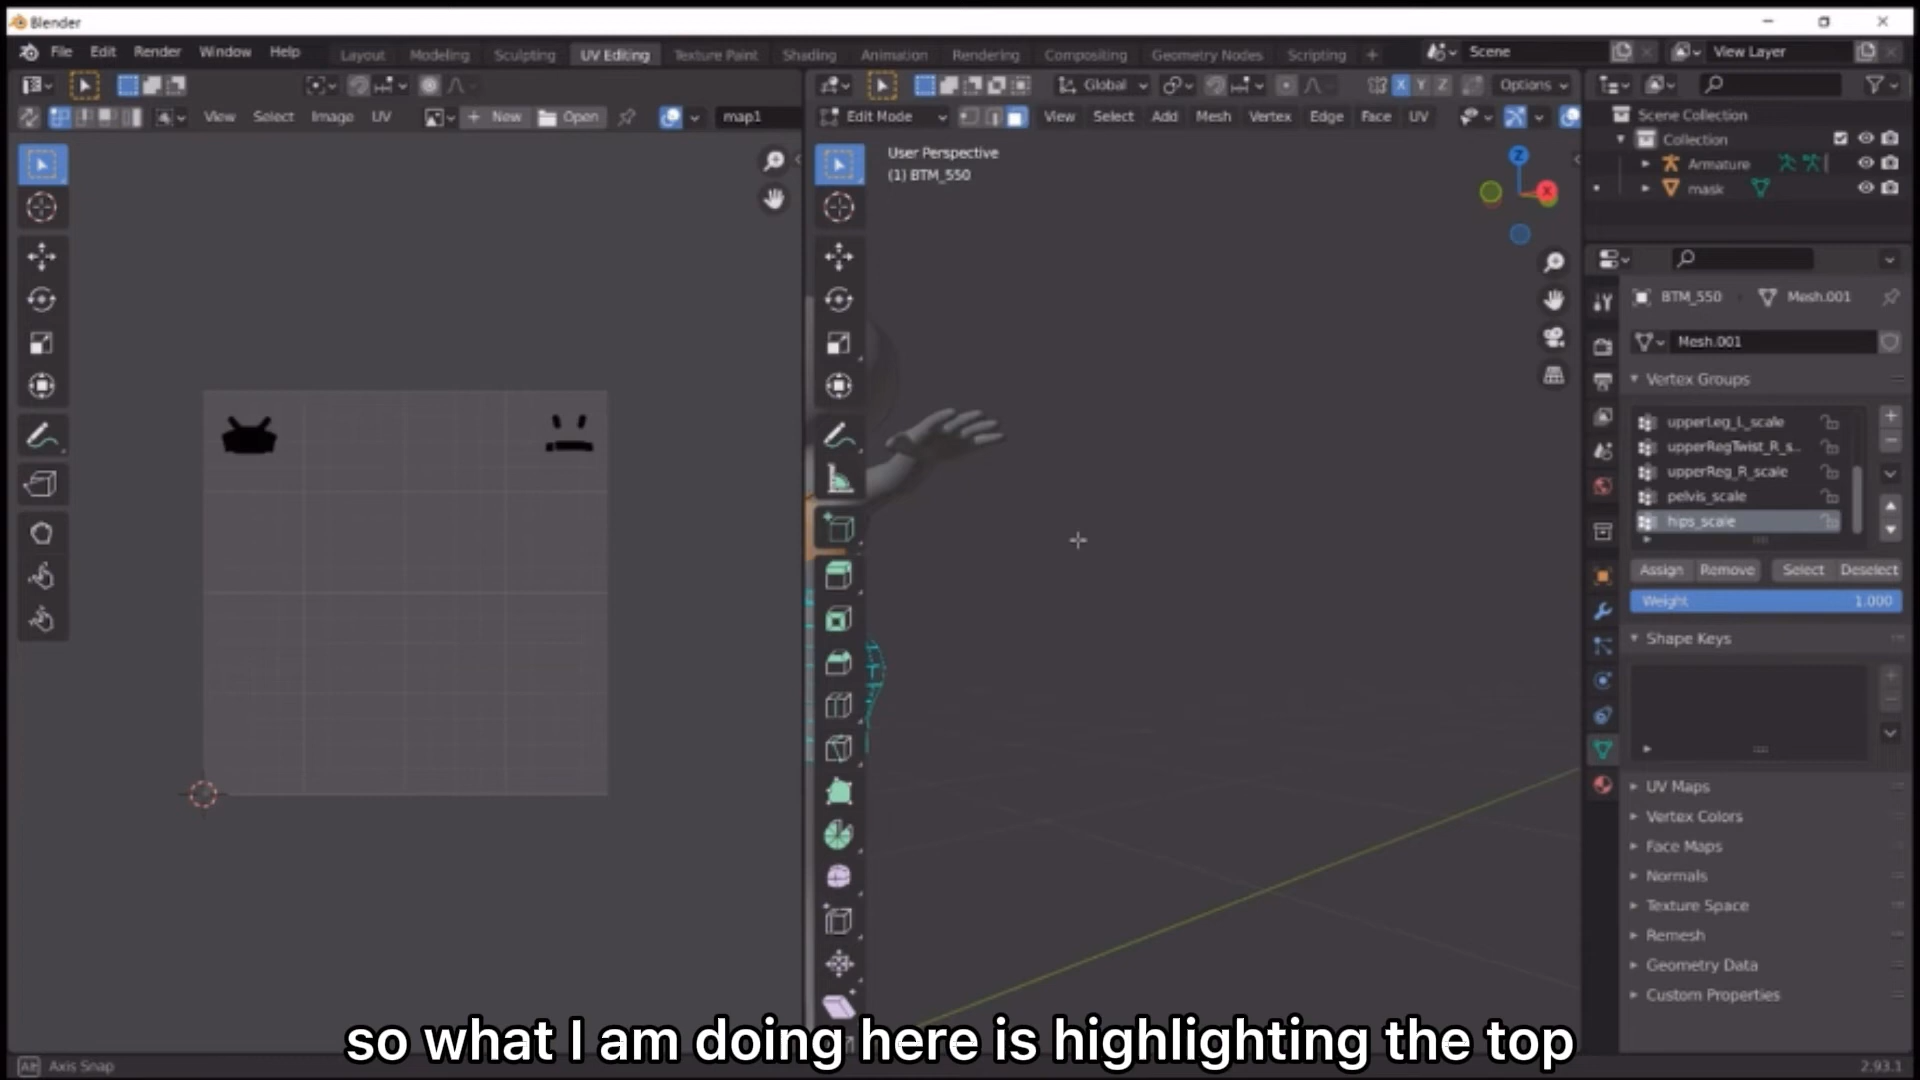 Blender
File Edit Render Window Help Layout Modeling Sculpting UV Editing Texture Paint Shading Animation Rendering Compositing Geometry Nodes Scripting + Scene View Layer
Global X Y Z Options
View Select Image UV + New Open map1 Edit Mode View Select Add Mesh Vertex Edge Face UV
Scene Collection
Collection
Armature
mask
User Perspective
(1) BTM_550
Z
X
BTM_550 Mesh.001
Mesh.001
Vertex Groups
upperLeg_L_scale
upperRegTwist_R_s...
upperReg_R_scale
pelvis_scale
hips_scale
Assign Remove Select Deselect
Weight 1.000
Shape Keys
UV Maps
Vertex Colors
Face Maps
Normals
Texture Space
Remesh
Geometry Data
Custom Properties
so what I am doing here is highlighting the top
Alt Axis Snap 2.93.1